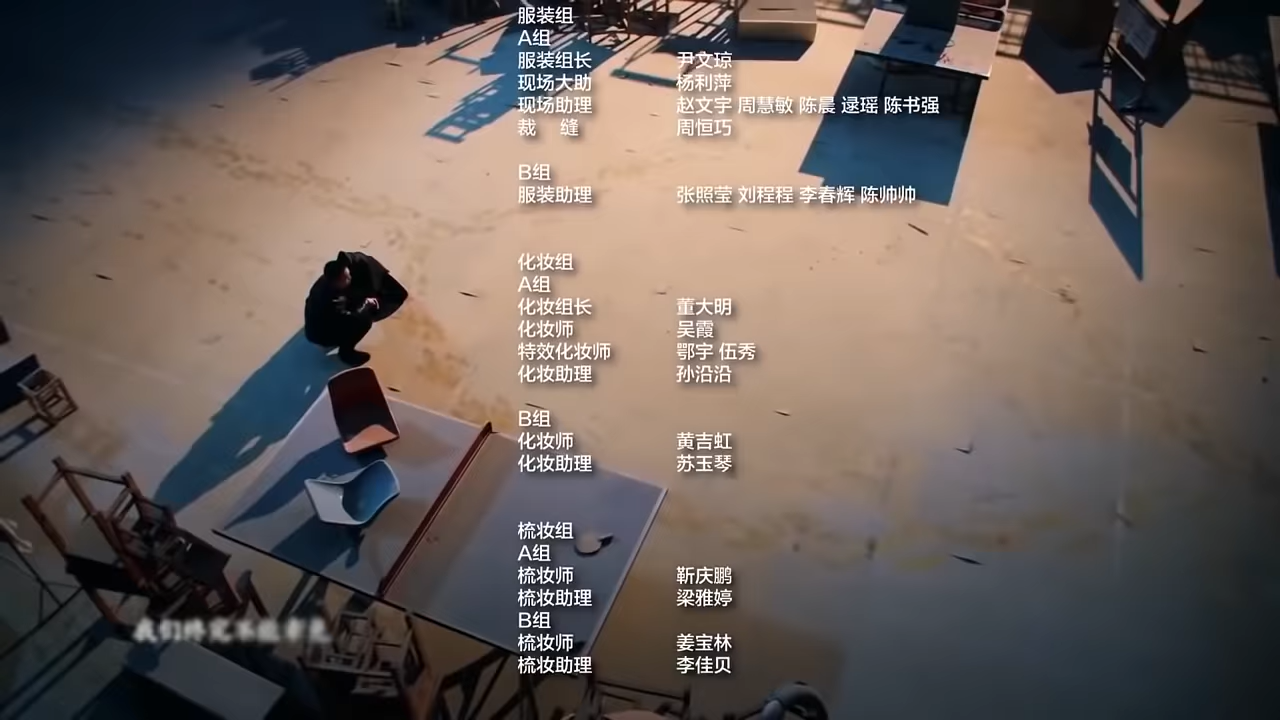 服装组
A组
服装组长 尹文琼
现场大助 杨利萍
现场助理 赵文宇 周慧敏 陈晨 逯瑶 陈书强
裁 缝 周恒巧
B组
服装助理 张照莹 刘程程 李春辉 陈帅帅
化妆组
A组
化妆组长 董大明
化妆师 吴霞
特效化妆师 鄂宇 伍秀
化妆助理 孙沿沿
B组
化妆师 黄吉虹
化妆助理 苏玉琴
梳妆组
A组
梳妆师 靳庆鹏
梳妆助理 梁雅婷
B组
梳妆师 姜宝林
梳妆助理 李佳贝
我们终究不能